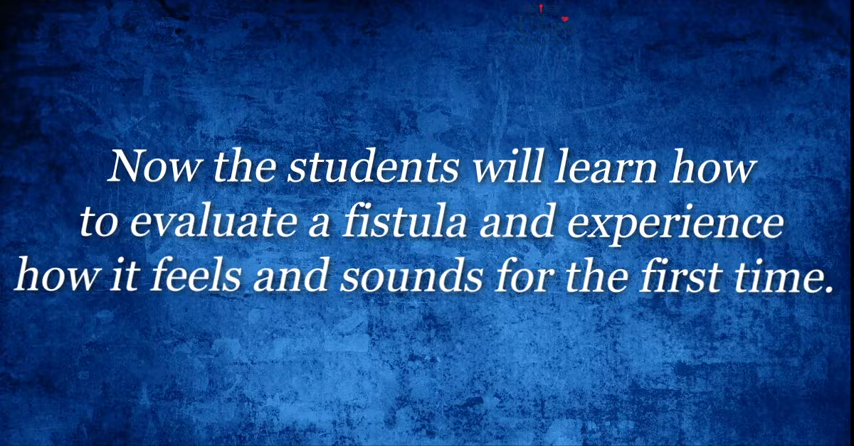 Now the students will learn how
to evaluate a fistula and experience
how it feels and sounds for the first time.